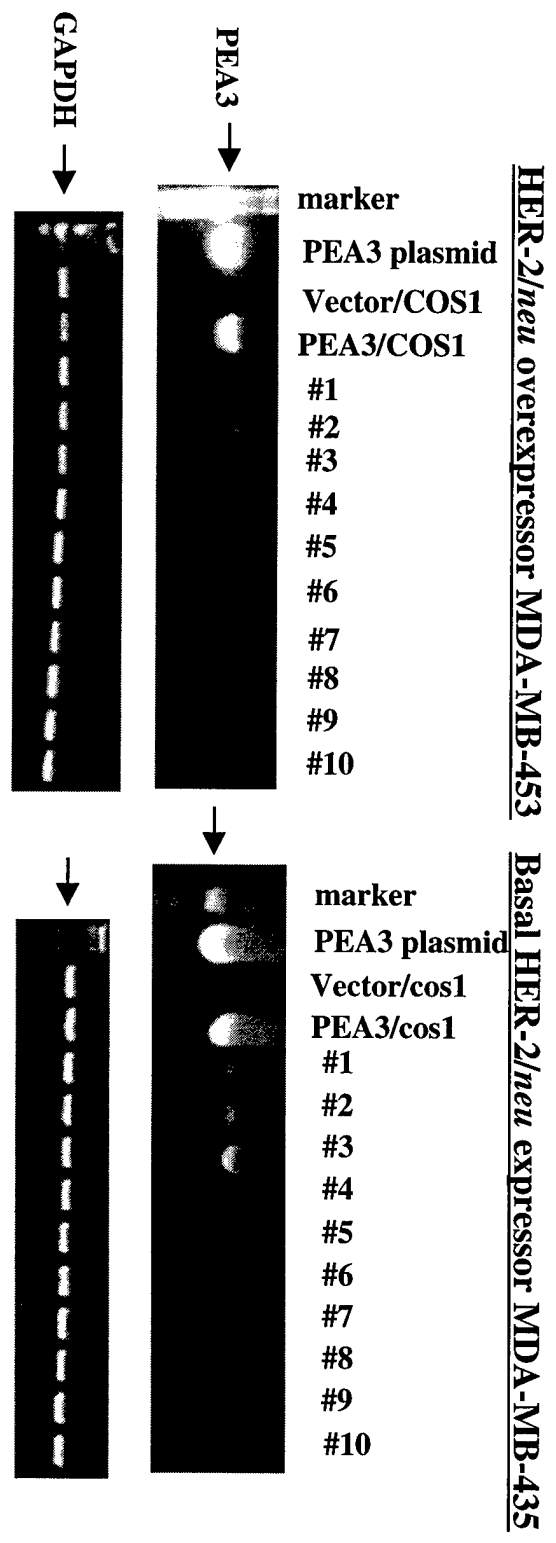 HER-2/neu overexpressor MDA-MB-453
PEA3
GAPDH
marker
PEA3 plasmid
Vector/COS1
PEA3/COS1
#1
#2
#3
#4
#5
#6
#7
#8
#9
#10
Basal HER-2/neu expressor MDA-MB-435
marker
PEA3 plasmid
Vector/cos1
PEA3/cos1
#1
#2
#3
#4
#5
#6
#7
#8
#9
#10